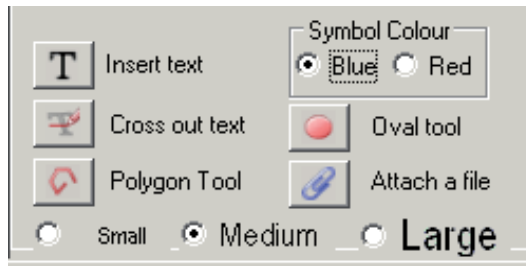 Symbol Colour
T Insert text Blue Red
Cross out text Oval tool
Polygon Tool Attach a file
Small Medium Large